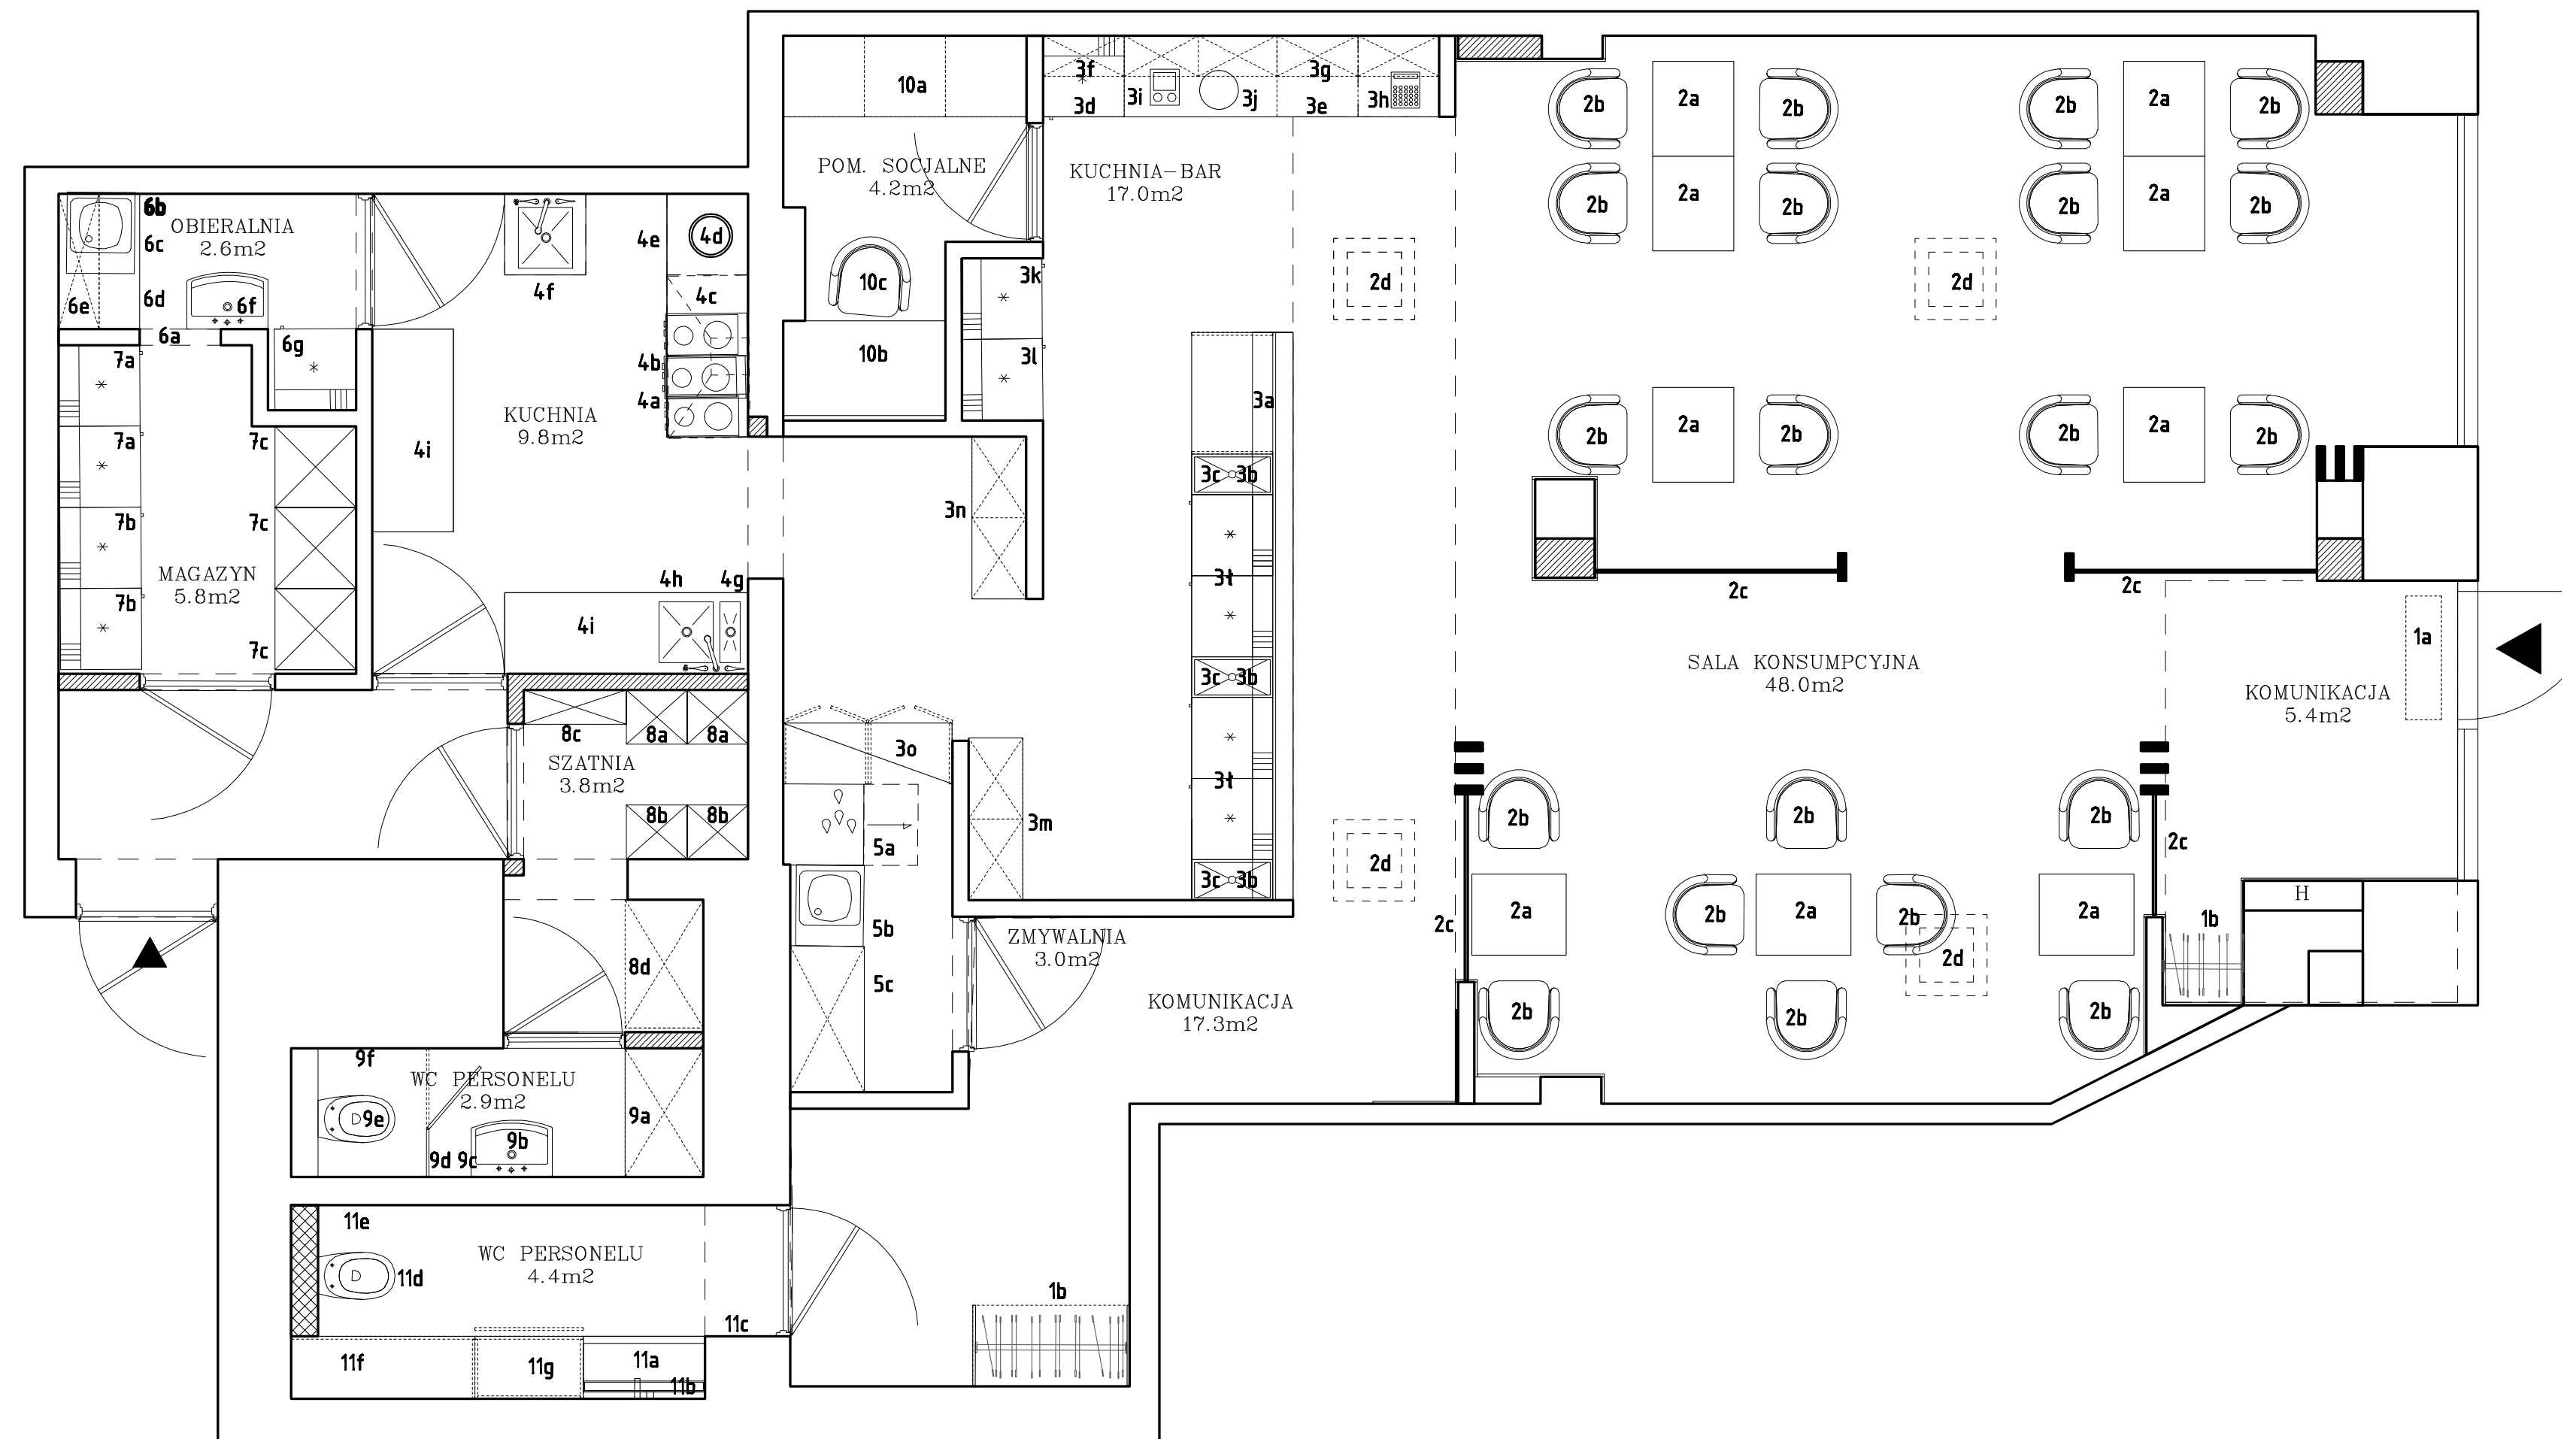 10a
3f
3g
3i
3j
3h
3d
3e
2b
2a
2b
2b
2a
2b
POM. SOCJALNE
4.2m2
KUCHNIA-BAR
17.0m2
2b
2a
2b
2b
2a
2b
6b
OBIERALNIA
2.6m2
6c
6d
6e
6f
6a
6g
4e
4d
4f
4c
4b
4a
10c
10b
3k
3l
2d
2d
7a
7a
7b
7b
7c
7c
7c
MAGAZYN
5.8m2
KUCHNIA
9.8m2
4i
4h
4g
4i
3a
3n
3c
3b
3ł
3c
3b
3ł
3c
3b
2b
2a
2b
2b
2a
2b
2c
2c
1a
SALA KONSUMPCYJNA
48.0m2
KOMUNIKACJA
5.4m2
8c
8a
8a
SZATNIA
3.8m2
8b
8b
3o
3m
5a
5b
5c
8d
2d
2b
2b
2b
2c
2c
2a
2b
2a
2b
2a
2d
1b
H
2b
2b
2b
ZMYWALNIA
3.0m2
KOMUNIKACJA
17.3m2
9f
WC PERSONELU
2.9m2
9e
9a
9b
9d
9c
11e
WC PERSONELU
4.4m2
11d
1b
11c
11f
11g
11a
11b